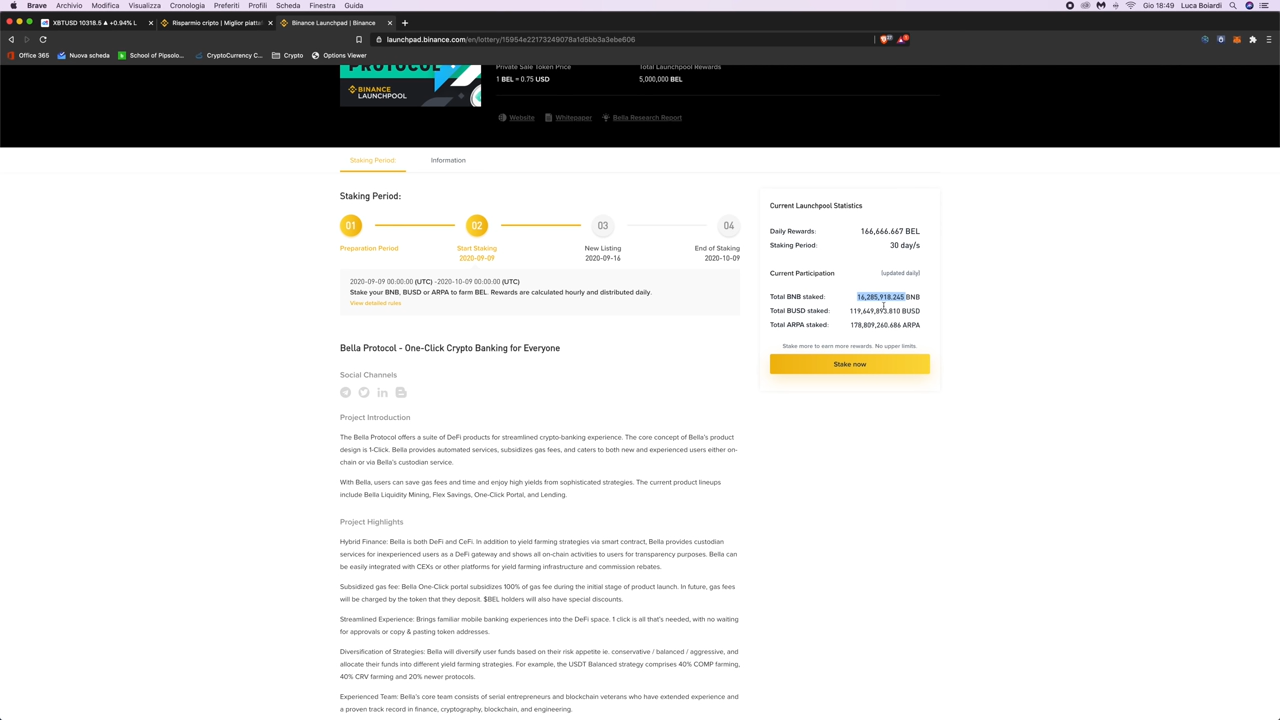 Brave Archivio Modifica Visualizza Cronologia Preferiti Profili Scheda Finestra Guida Gio 18:49 Luca Boiardi
XBTUSD 10318.5 ▲ +0.94% L Risparmio cripto | Miglior piatta Binance Launchpad | Binance
launchpad.binance.com/en/lottery/15954e22173249078a1d5bb3a3ebe606
Office 365 Nuova scheda School of Pipsolo... CryptoCurrency C... Crypto Options Viewer
PROTOCOL
BINANCE
LAUNCHPOOL
Private Sale Token Price
1 BEL = 0.75 USD
Total Launchpool Rewards
5,000,000 BEL
Website Whitepaper Bella Research Report
Staking Period Information
Staking Period:
01 02 03 04
Preparation Period Start Staking New Listing End of Staking
2020-09-09 2020-09-16 2020-10-09
2020-09-09 00:00:00 (UTC) -2020-10-09 00:00:00 (UTC)
Stake your BNB, BUSD or ARPA to farm BEL. Rewards are calculated hourly and distributed daily.
View detailed rules
Current Launchpool Statistics
Daily Rewards: 166,666.667 BEL
Staking Period: 30 day/s
Current Participation (updated daily)
Total BNB staked: 16,285,918.245 BNB
Total BUSD staked: 119,649,893.810 BUSD
Total ARPA staked: 178,809,260.686 ARPA
Stake more to earn more rewards. No upper limits.
Stake now
Bella Protocol - One-Click Crypto Banking for Everyone
Social Channels
Project Introduction
The Bella Protocol offers a suite of DeFi products for streamlined crypto-banking experience. The core concept of Bella's product
design is 1-Click. Bella provides automated services, subsidizes gas fees, and caters to both new and experienced users either on-
chain or via Bella's custodian service.
With Bella, users can save gas fees and time and enjoy high yields from sophisticated strategies. The current product lineups
include Bella Liquidity Mining, Flex Savings, One-Click Portal, and Lending.
Project Highlights
Hybrid Finance: Bella is both DeFi and CeFi. In addition to yield farming strategies via smart contract, Bella provides custodian
services for inexperienced users as a DeFi gateway and shows all on-chain activities to users for transparency purposes. Bella can
be easily integrated with CEXs or other platforms for yield farming infrastructure and commission rebates.
Subsidized gas fee: Bella One-Click portal subsidizes 100% of gas fee during the initial stage of product launch. In future, gas fees
will be charged by the token that they deposit. $BEL holders will also have special discounts.
Streamlined Experience: Brings familiar mobile banking experiences into the DeFi space. 1 click is all that's needed, with no waiting
for approvals or copy & pasting token addresses.
Diversification of Strategies: Bella will diversify user funds based on their risk appetite ie. conservative / balanced / aggressive, and
allocate their funds into different yield farming strategies. For example, the USDT Balanced strategy comprises 40% COMP farming,
40% CRV farming and 20% newer protocols.
Experienced Team: Bella's core team consists of serial entrepreneurs and blockchain veterans who have extended experience and
a proven track record in finance, cryptography, blockchain, and engineering.